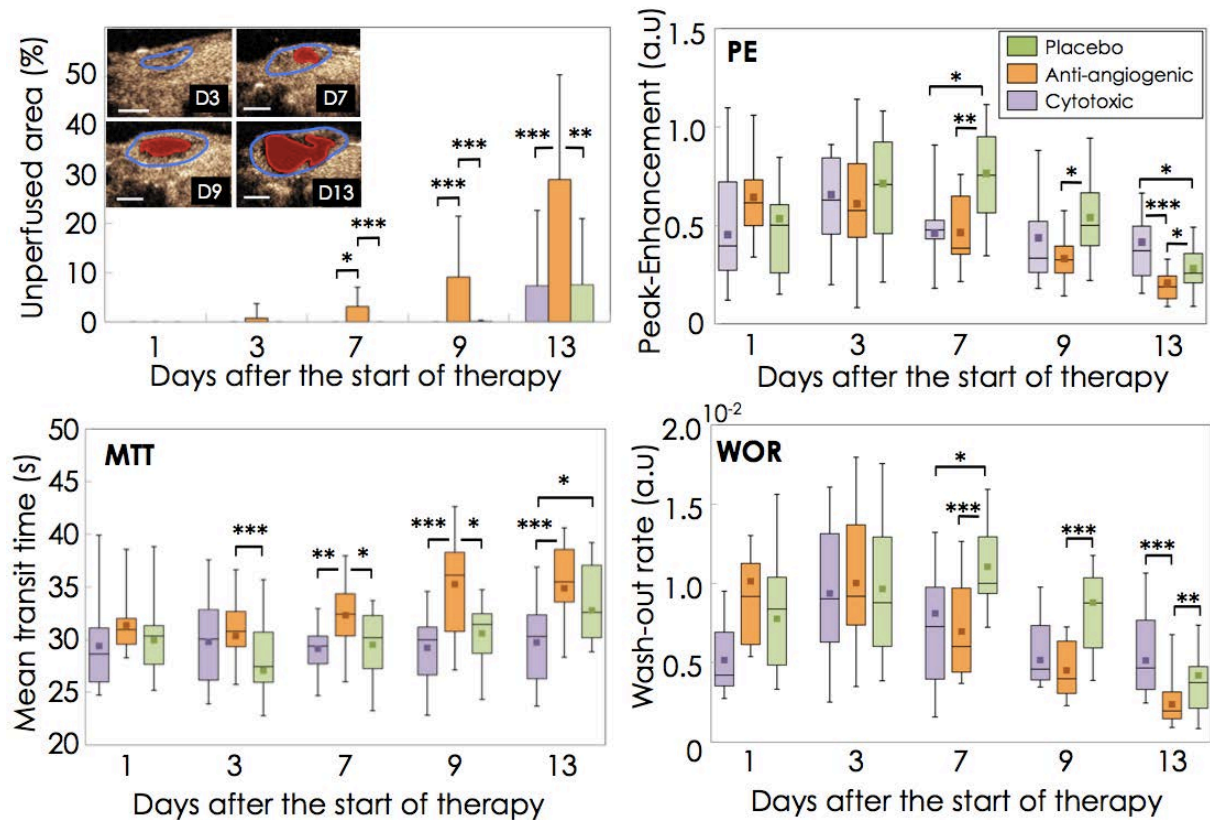 Unperfused area (%)
50
40
30
20
10
0
D3
D7
D9
D13
*
***
***
***
***
**
1 3 7 9 13
Days after the start of therapy
PE
Peak-Enhancement (a.u)
1.5
1.0
0.5
0
Placebo
Anti-angiogenic
Cytotoxic
*
**
*
*
***
*
1 3 7 9 13
Days after the start of therapy
MTT
Mean transit time (s)
50
45
40
35
30
25
20
***
**
*
***
*
***
*
1 3 7 9 13
Days after the start of therapy
WOR
Wash-out rate (a.u)
10-2
2.0
1.5
1.0
0.5
0
*
***
***
***
**
1 3 7 9 13
Days after the start of therapy